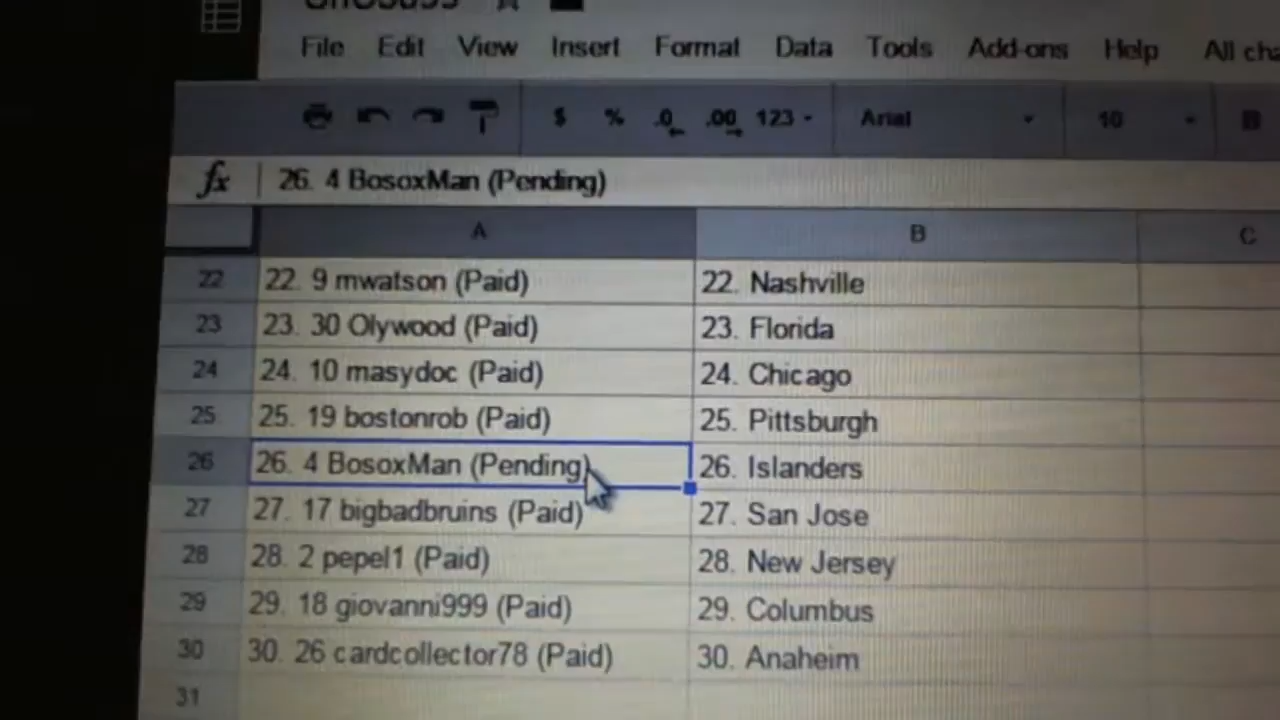 File Edit View Insert Format Data Tools Add-ons Help All
$ % .0 .00 123 Arial 10 B
fx 26. 4 BosoxMan (Pending)
A B C
22 22. 9 mwatson (Paid) 22. Nashville
23 23. 30 Olywood (Paid) 23. Florida
24 24. 10 masydoc (Paid) 24. Chicago
25 25. 19 bostonrob (Paid) 25. Pittsburgh
26 26. 4 BosoxMan (Pending) 26. Islanders
27 27. 17 bigbadbruins (Paid) 27. San Jose
28 28. 2 pepel1 (Paid) 28. New Jersey
29 29. 18 giovanni999 (Paid) 29. Columbus
30 30. 26 cardcollector78 (Paid) 30. Anaheim
31